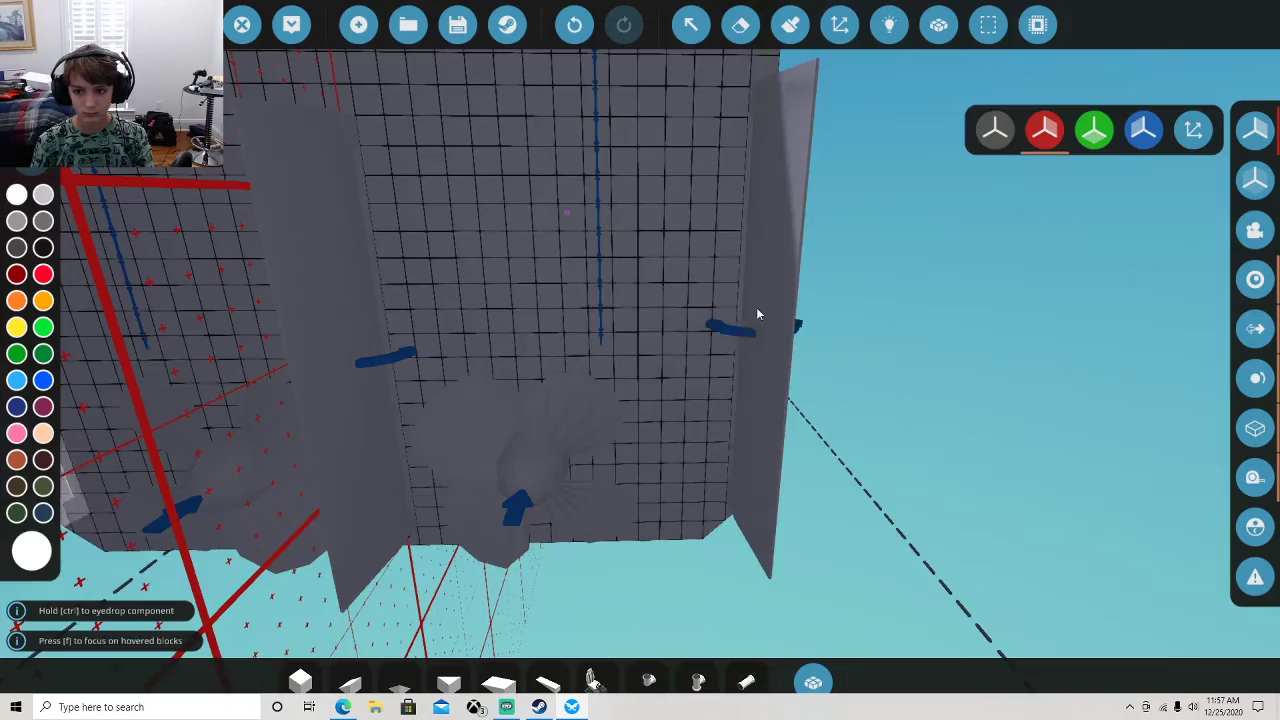 Hold [ctrl] to eyedrop component
Press [f] to focus on hovered blocks
Type here to search
11:57 AM
12/25/2020